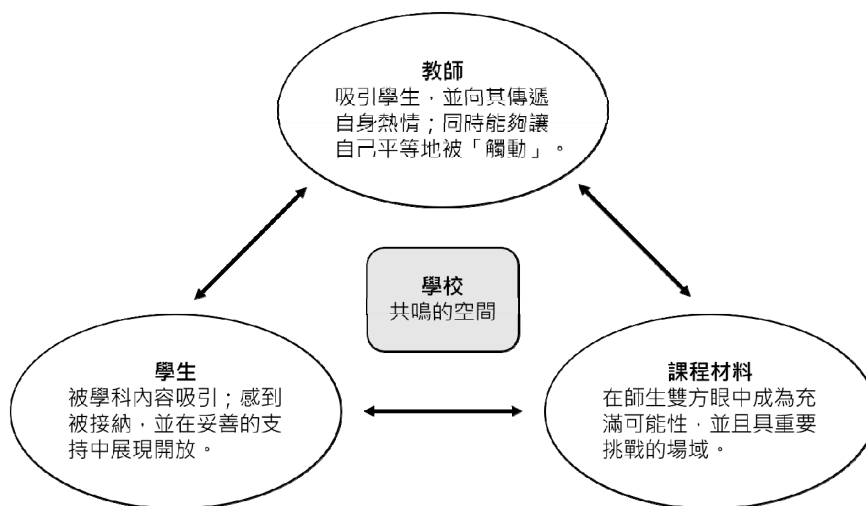 教師
吸引學生，並向其傳遞
自身熱情；同時能夠讓
自己平等地被「觸動」。
學校
共鳴的空間
學生
被學科內容吸引；感到
被接納，並在妥善的支
持中展現開放。
課程材料
在師生雙方眼中成為充
滿可能性，並且具重要
挑戰的場域。